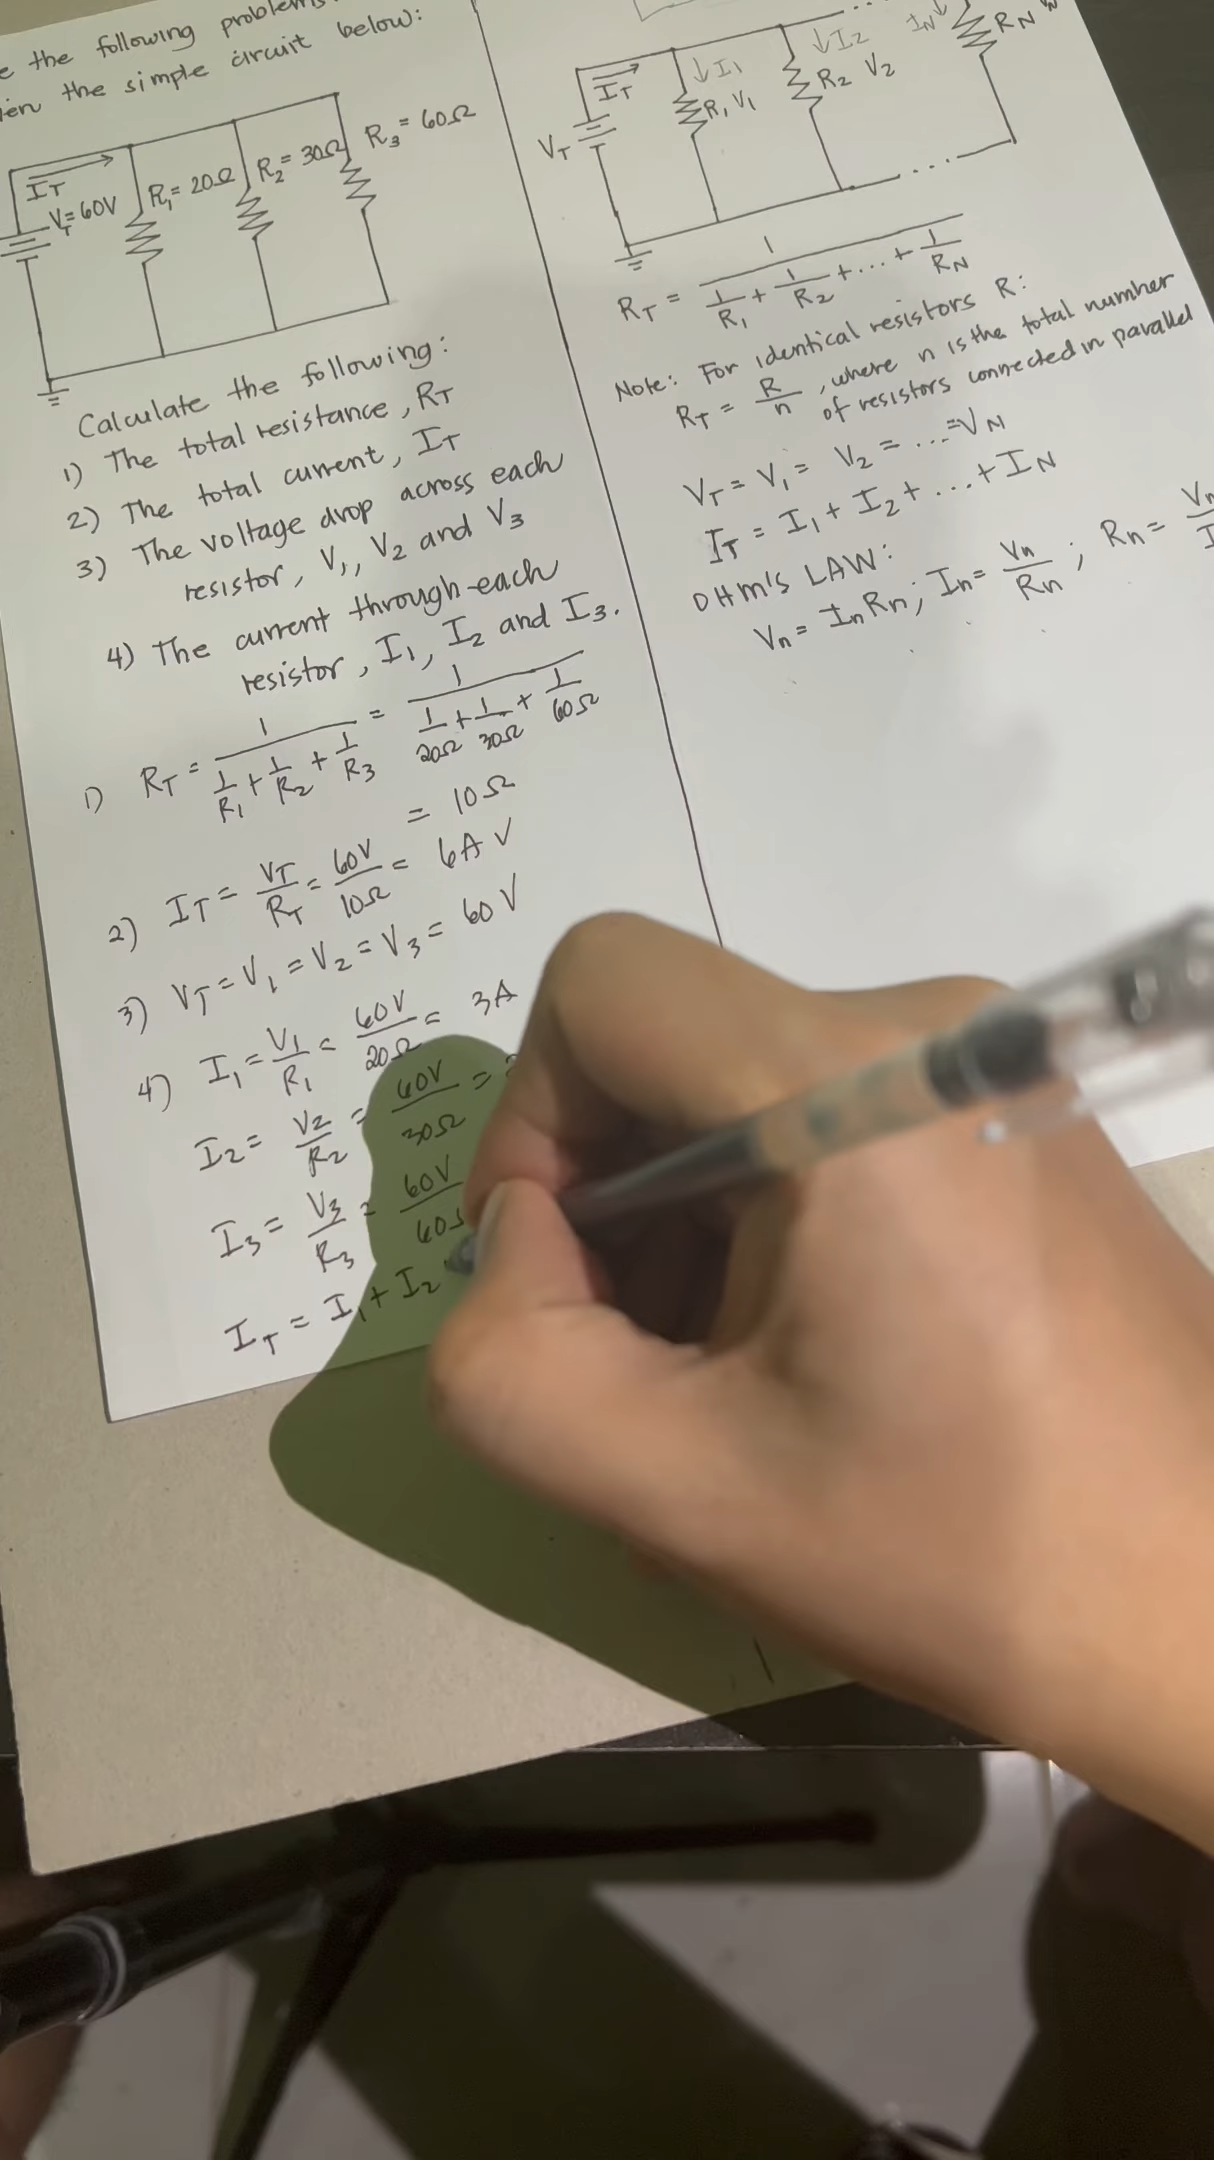 the following problems
the simple circuit below:
IT
VT=60V
R1=20Ω
R2=30Ω
R3=60Ω
Calculate the following:
1) The total resistance, RT
2) The total current, IT
3) The voltage drop across each
resistor, V1, V2 and V3
4) The current through each
resistor, I1, I2 and I3.
1) RT = 1/(1/R1 + 1/R2 + 1/R3) = 1/(1/20Ω + 1/30Ω + 1/60Ω)
= 10Ω
2) IT = VT/RT = 60V/10Ω = 6A √
3) VT = V1 = V2 = V3 = 60V
4) I1 = V1/R1 = 60V/20Ω = 3A
I2 = V2/R2 = 60V/30Ω =
I3 = V3/R3 = 60V/60Ω
IT = I1 + I2
VT
IT
↓I1
R1 V1
↓I2
R2 V2
IN↓
RN
RT = 1/(1/R1 + 1/R2 + ... + 1/RN)
Note: For identical resistors R:
RT = R/n, where n is the total number
of resistors connected in parallel
VT = V1 = V2 = ... = VN
IT = I1 + I2 + ... + IN
OHM'S LAW:
Vn = InRn; In = Vn/Rn; Rn = Vn/I